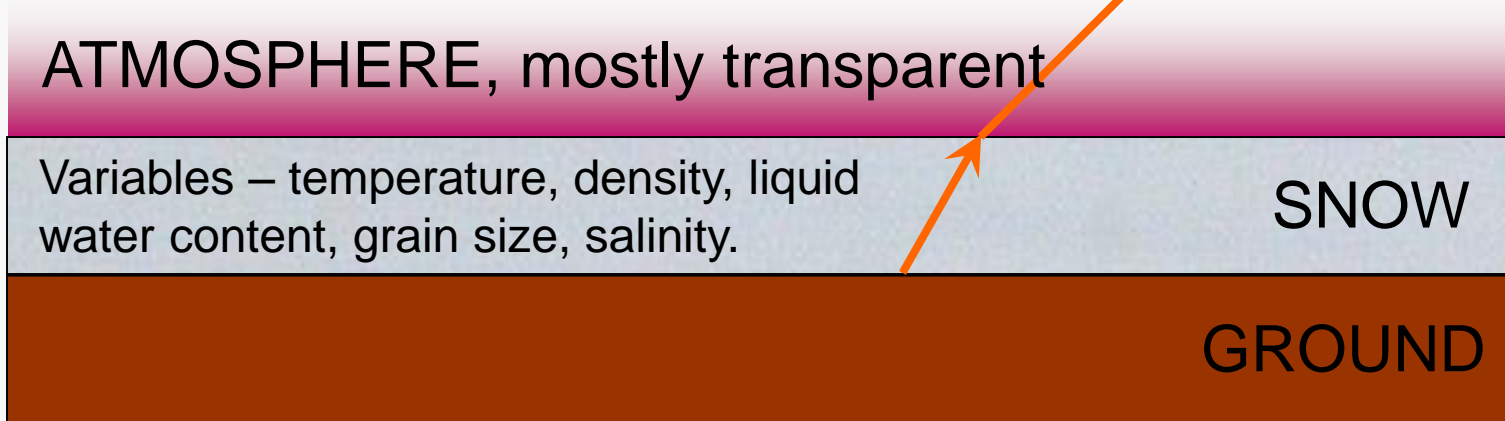 ATMOSPHERE, mostly transparent
Variables – temperature, density, liquid
water content, grain size, salinity.
SNOW
GROUND